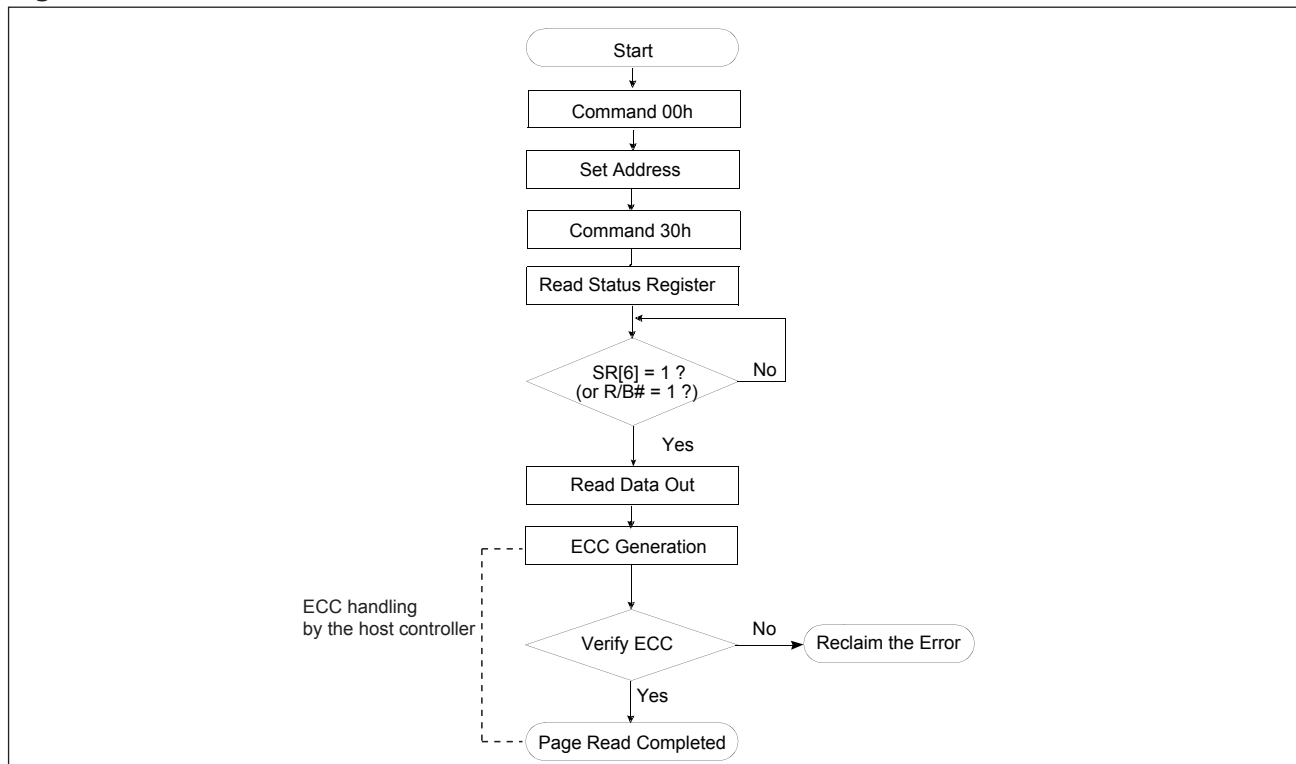 Start
Command 00h
Set Address
Command 30h
Read Status Register
SR[6] = 1 ?
(or R/B# = 1 ?)
No
Yes
Read Data Out
ECC Generation
ECC handling
by the host controller
Verify ECC
No
Reclaim the Error
Yes
Page Read Completed